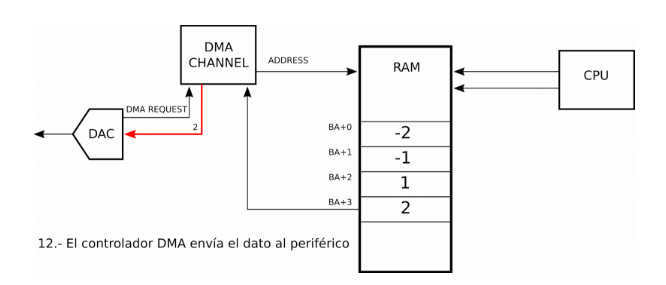 DMA
CHANNEL
ADDRESS
RAM
CPU
DMA REQUEST
2
DAC
BA+0
-2
BA+1
-1
BA+2
1
BA+3
2
12.- El controlador DMA envía el dato al periférico